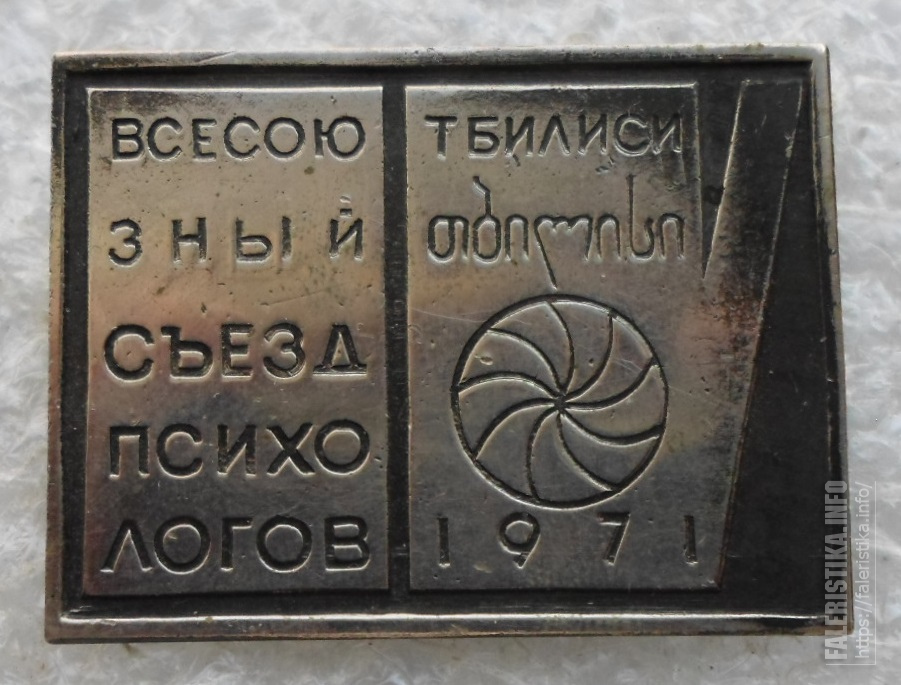 ВСЕСОЮ
ЗНЫЙ
СЪЕЗД
ПСИХО
ЛОГОВ
ТБИЛИСИ
თბილისი
1971
FALERISTIKA.INFO
https://faleristika.info/